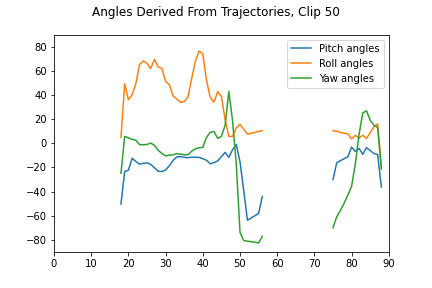 Angles Derived From Trajectories, Clip 50
Pitch angles
Roll angles
Yaw angles
80
60
40
20
0
−20
−40
−60
−80
0 10 20 30 40 50 60 70 80 90